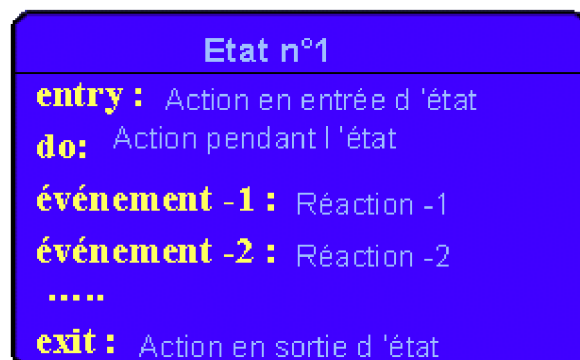 Etat n°1
entry : Action en entrée d 'état
do: Action pendant l 'état
événement -1 : Réaction -1
événement -2 : Réaction -2
.....
exit : Action en sortie d 'état